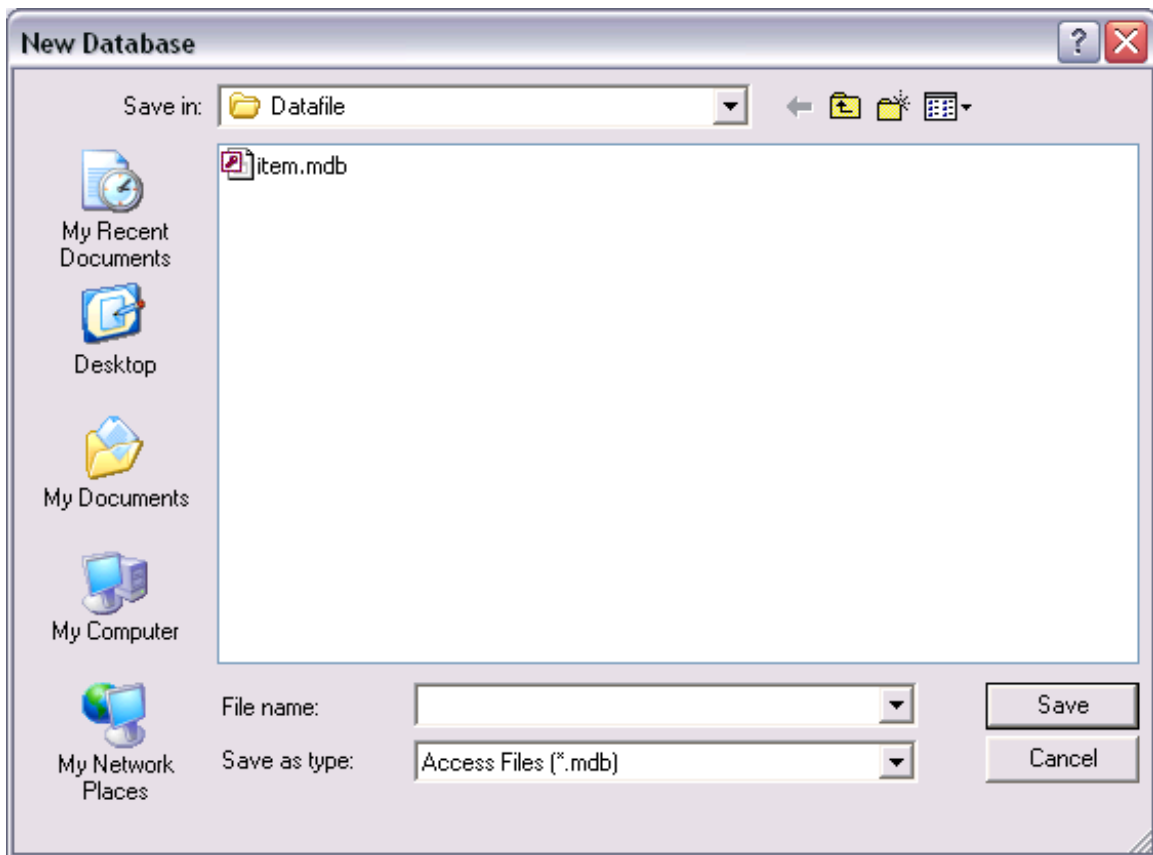 New Database
Save in:
Datafile
item.mdb
My Recent
Documents
Desktop
My Documents
My Computer
My Network
Places
File name:
Save
Save as type:
Access Files (*.mdb)
Cancel